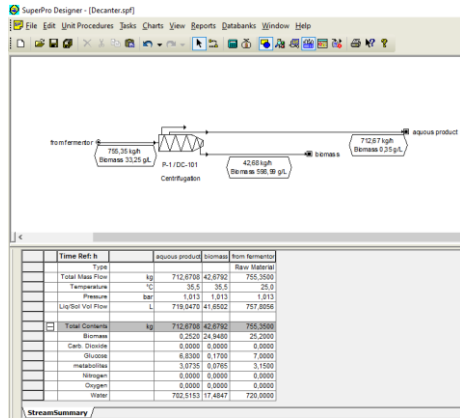 SuperPro Designer - [Decanter.spf]
File Edit Unit Procedures Tasks Charts View Reports Databanks Window Help
from fermentor
755,35 kg/h
Biomass 33,25 g/L
P-1 / DC-101
Centrifugation
42,68 kg/h
Biomass 598,99 g/L
biomass
712,67 kg/h
Biomass 0,35 g/L
aquous product
Time Ref: h aquous product biomass from fermentor
Type Raw Material
Total Mass Flow kg 712,6708 42,6792 755,3500
Temperature °C 35,5 35,5 25,0
Pressure bar 1,013 1,013 1,013
Liq/Sol Vol Flow L 719,0470 41,6502 757,8056
Total Contents kg 712,6708 42,6792 755,3500
Biomass 0,2520 24,9480 25,2000
Carb. Dioxide 0,0000 0,0000 0,0000
Glucose 6,8300 0,1700 7,0000
metabolites 3,0735 0,0765 3,1500
Nitrogen 0,0000 0,0000 0,0000
Oxygen 0,0000 0,0000 0,0000
Water 702,5153 17,4847 720,0000
StreamSummary